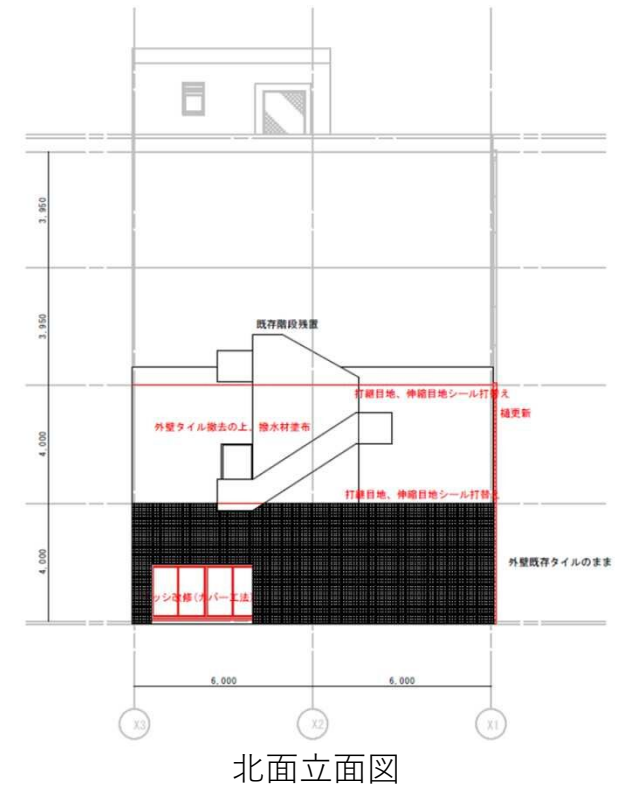 3,950
3,950
既存階段残置
打継目地、伸縮目地シール打替え
樋更新
外壁タイル撤去の上、撥水材塗布
4,000
打継目地、伸縮目地シール打替え
4,000
外壁既存タイルのまま
ッシ改修(カバー工法)
6,000
6,000
X3
X2
X1
北面立面図